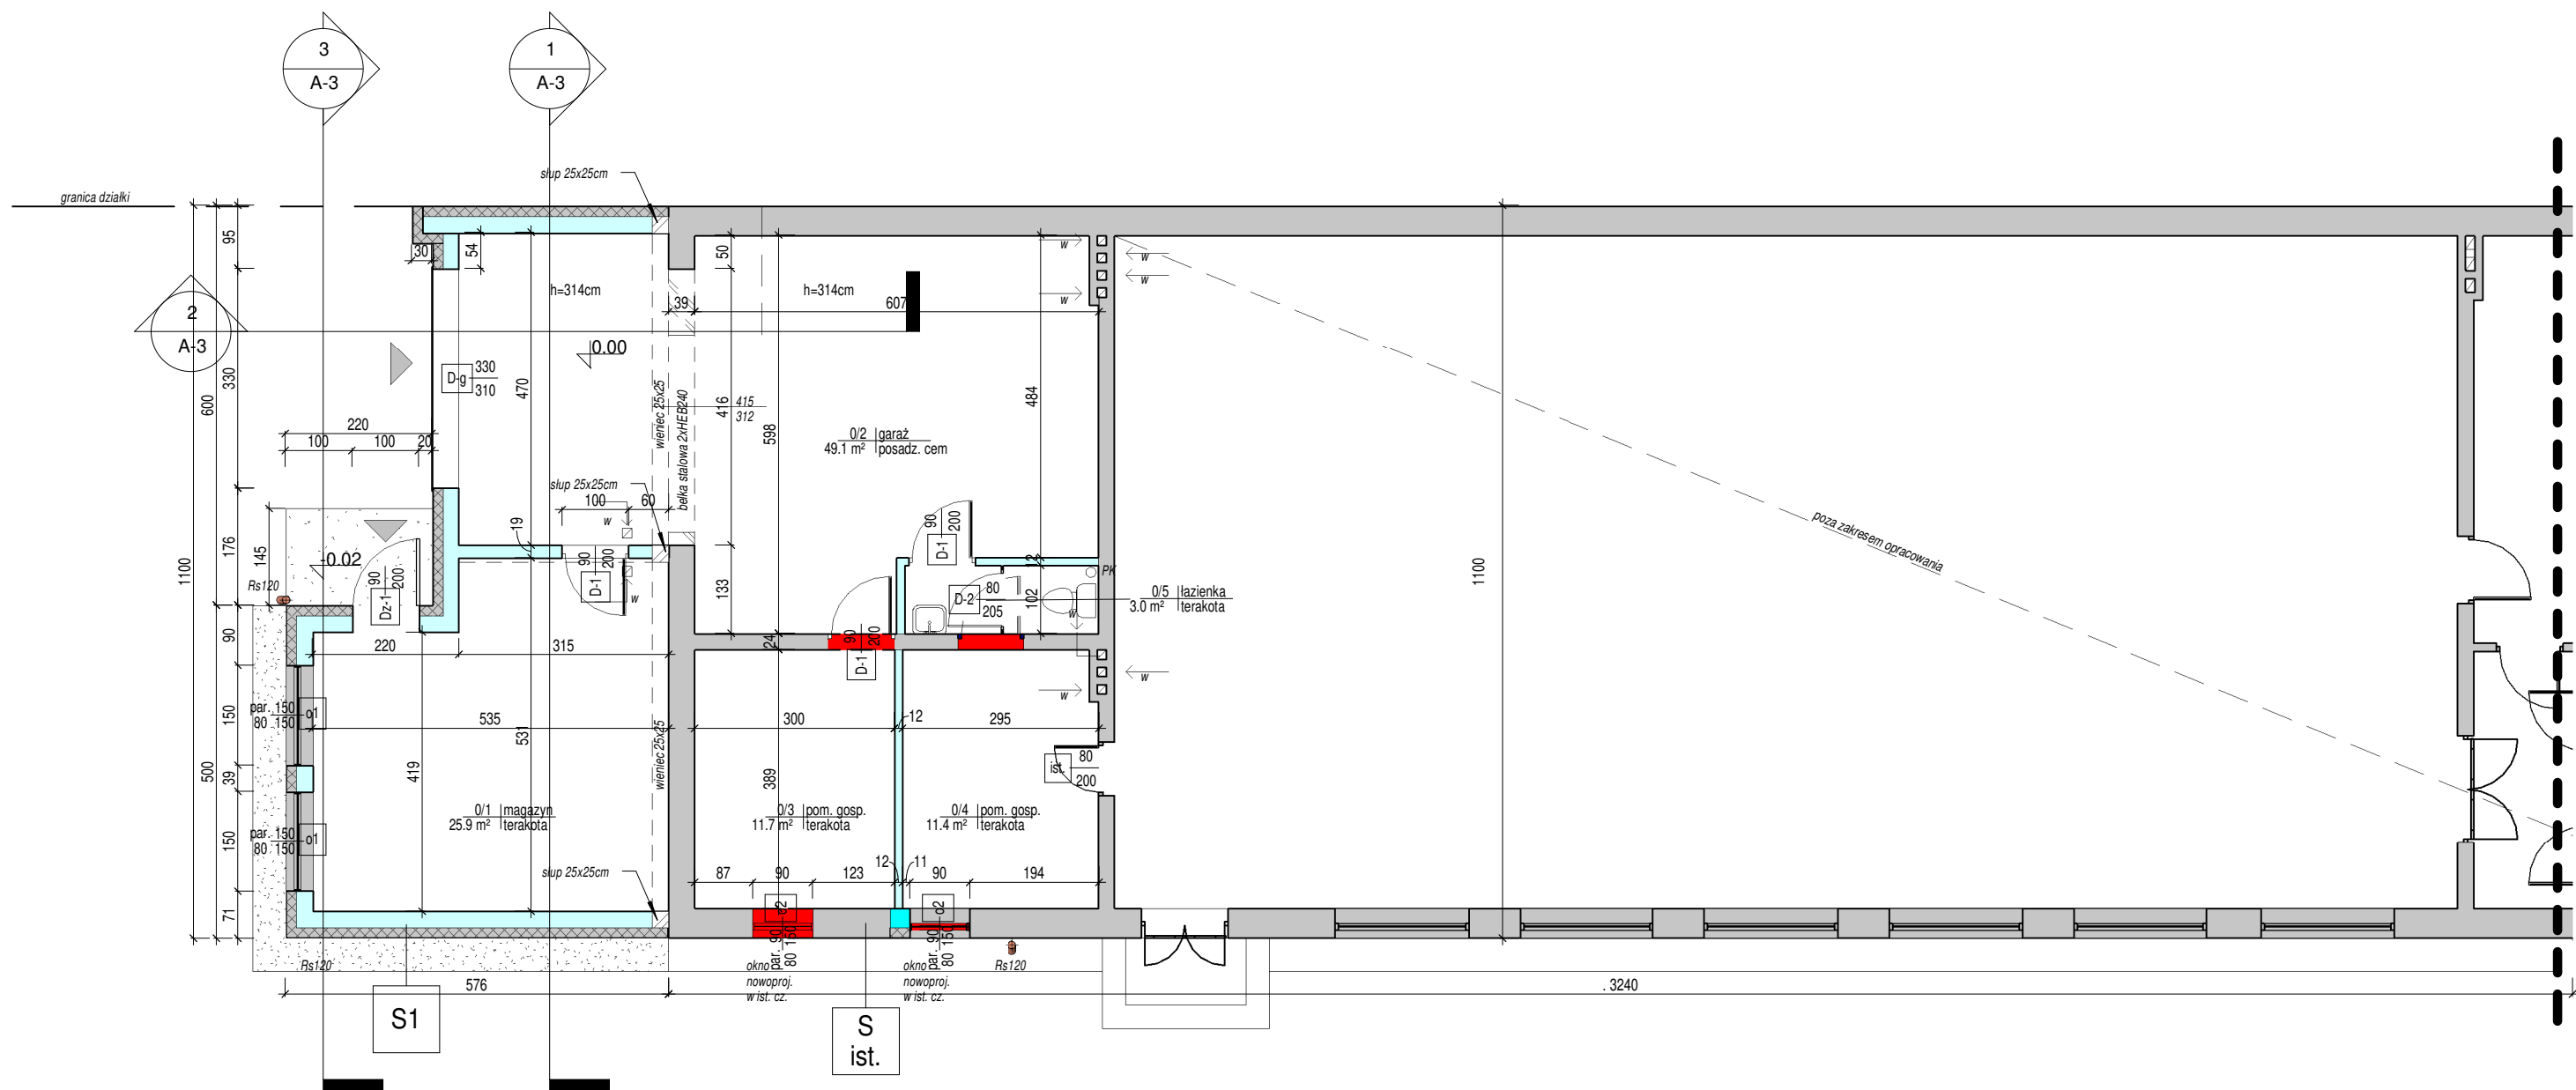 3
A-3
1
A-3
słup 25x25cm
granica działki
95
30
54
50
w
w
w
w
h=314cm
h=314cm
39
607
2
A-3
0.00
330
600
1100
D-g
330
310
470
wieniec 25x25
belka stalowa 2xHEB240
416
415
312
598
484
1100
220
100
100
20
0/2
garaż
49.1 m²
posadz. cem
słup 25x25cm
100
60
w
19
90
200
D-1
poza zakresem opracowania
176
145
-0.02
Rs120
90
200
Dz-1
90
200
D-1
w
133
12
PK
D-2
80
205
102
w
0/5
łazienka
3.0 m²
terakota
90
220
315
24
90
200
D-1
w
w
par. 150
80 150
o1
150
535
531
wieniec 25x25
300
12
295
500
39
419
389
ist.
80
200
par. 150
80 150
o1
150
0/1
magazyn
25.9 m²
terakota
0/3
pom. gosp.
11.7 m²
terakota
0/4
pom. gosp.
11.4 m²
terakota
słup 25x25cm
87
90
123
12
11
90
194
71
o2
o2
par. 90
80 150
par. 90
80 150
Rs120
okno
nowoproj.
w ist. cz.
okno
nowoproj.
w ist. cz.
Rs120
576
. 3240
S1
S
ist.